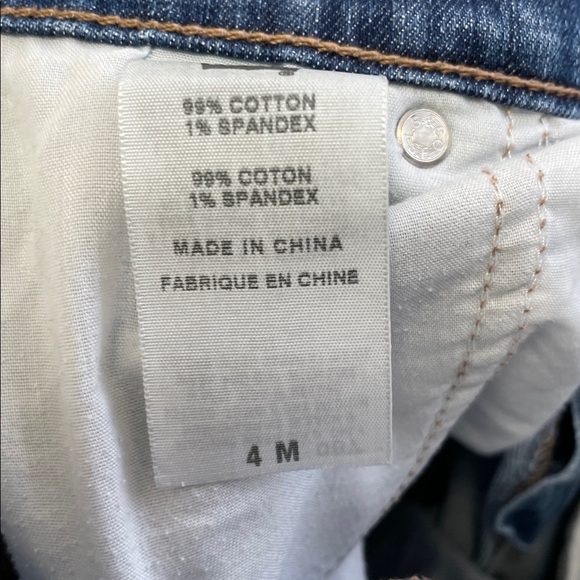 99% COTTON
1% SPANDEX
99% COTON
1% SPANDEX
MADE IN CHINA
FABRIQUE EN CHINE
4 M